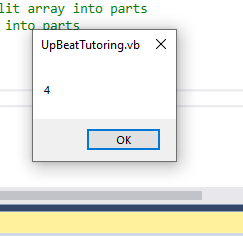 lit array into parts
into parts
UpBeatTutoring.vb
4
OK